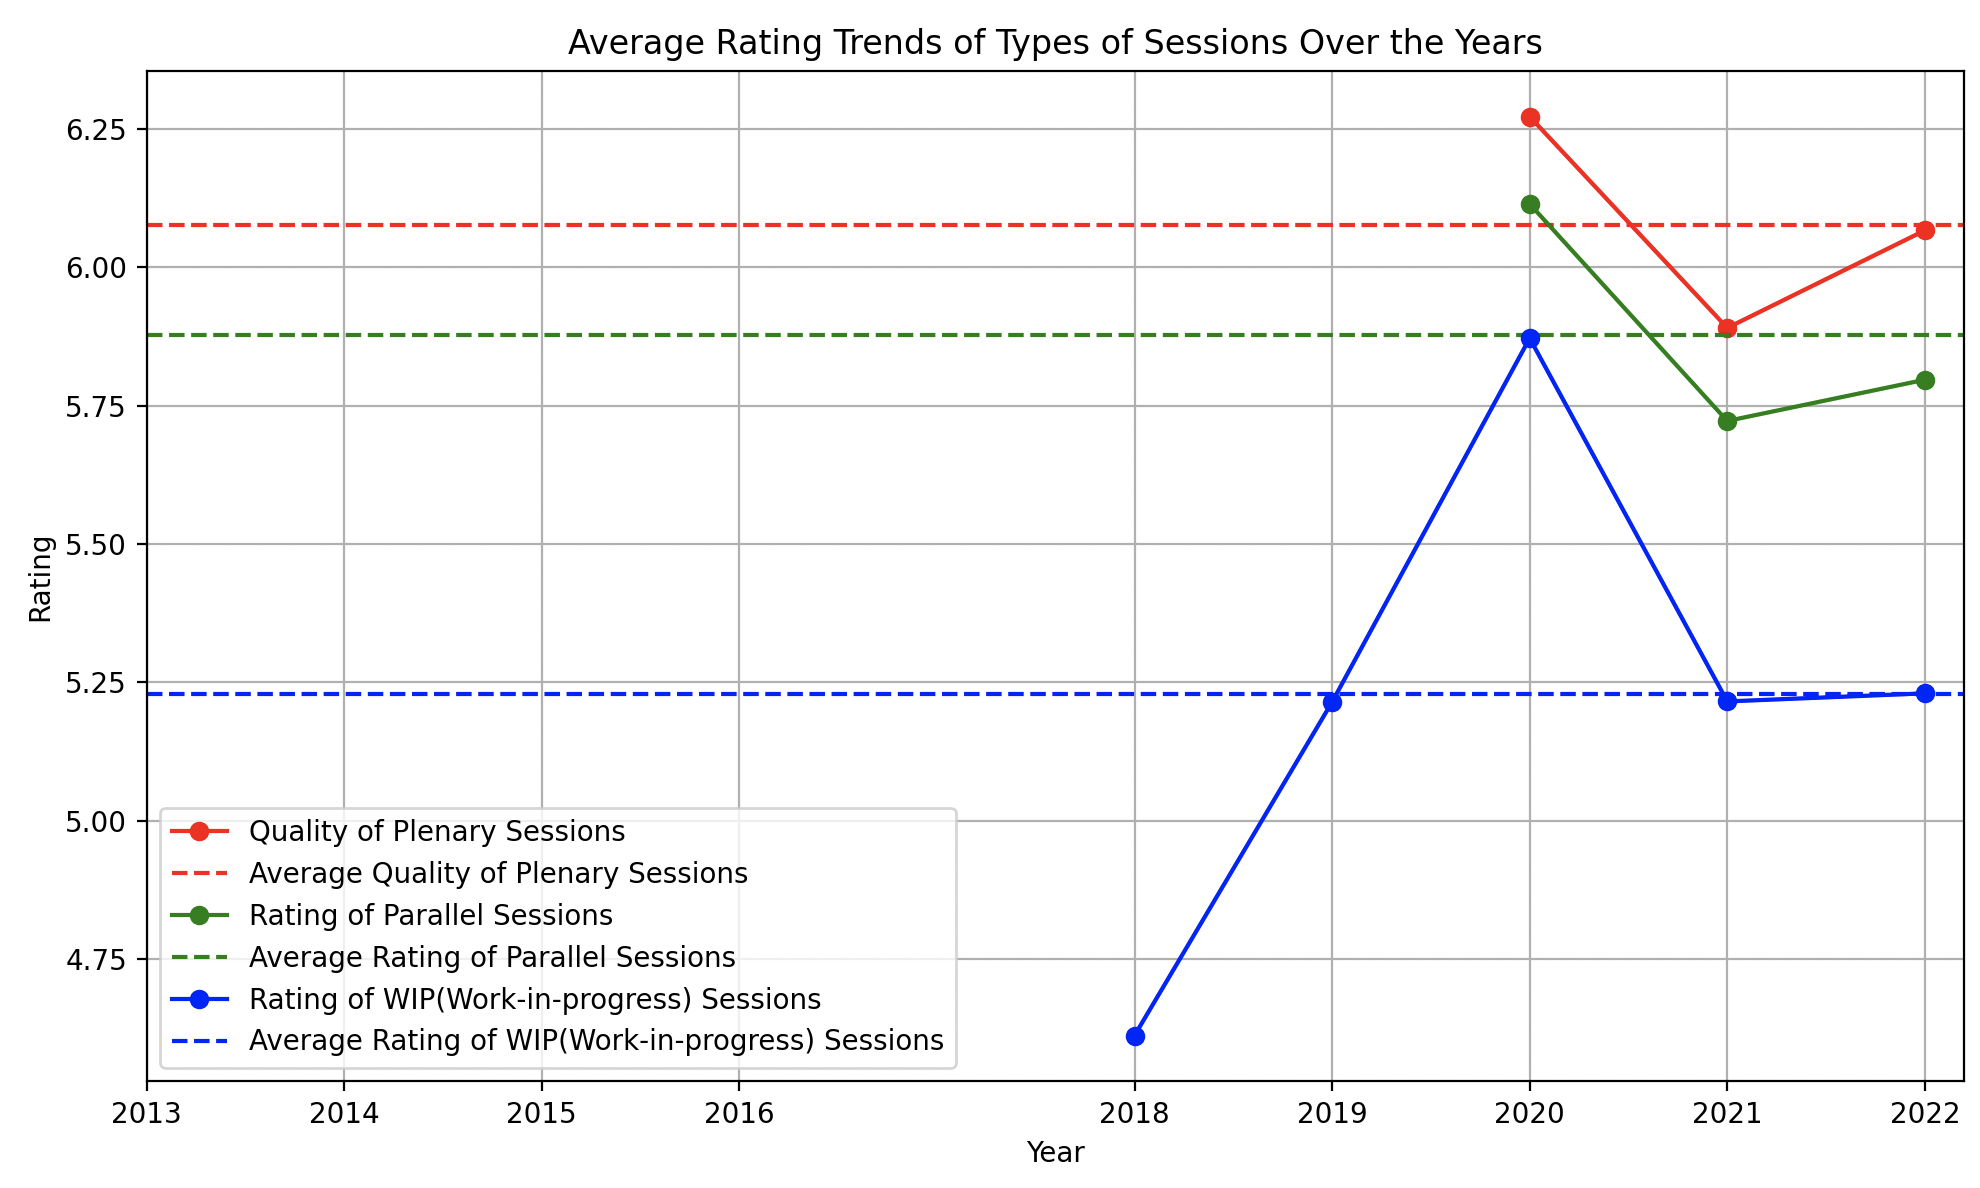 Average Rating Trends of Types of Sessions Over the Years
6.25
6.00
5.75
5.50
5.25
5.00
4.75
Rating
Quality of Plenary Sessions
Average Quality of Plenary Sessions
Rating of Parallel Sessions
Average Rating of Parallel Sessions
Rating of WIP(Work-in-progress) Sessions
Average Rating of WIP(Work-in-progress) Sessions
2013 2014 2015 2016 2018 2019 2020 2021 2022
Year